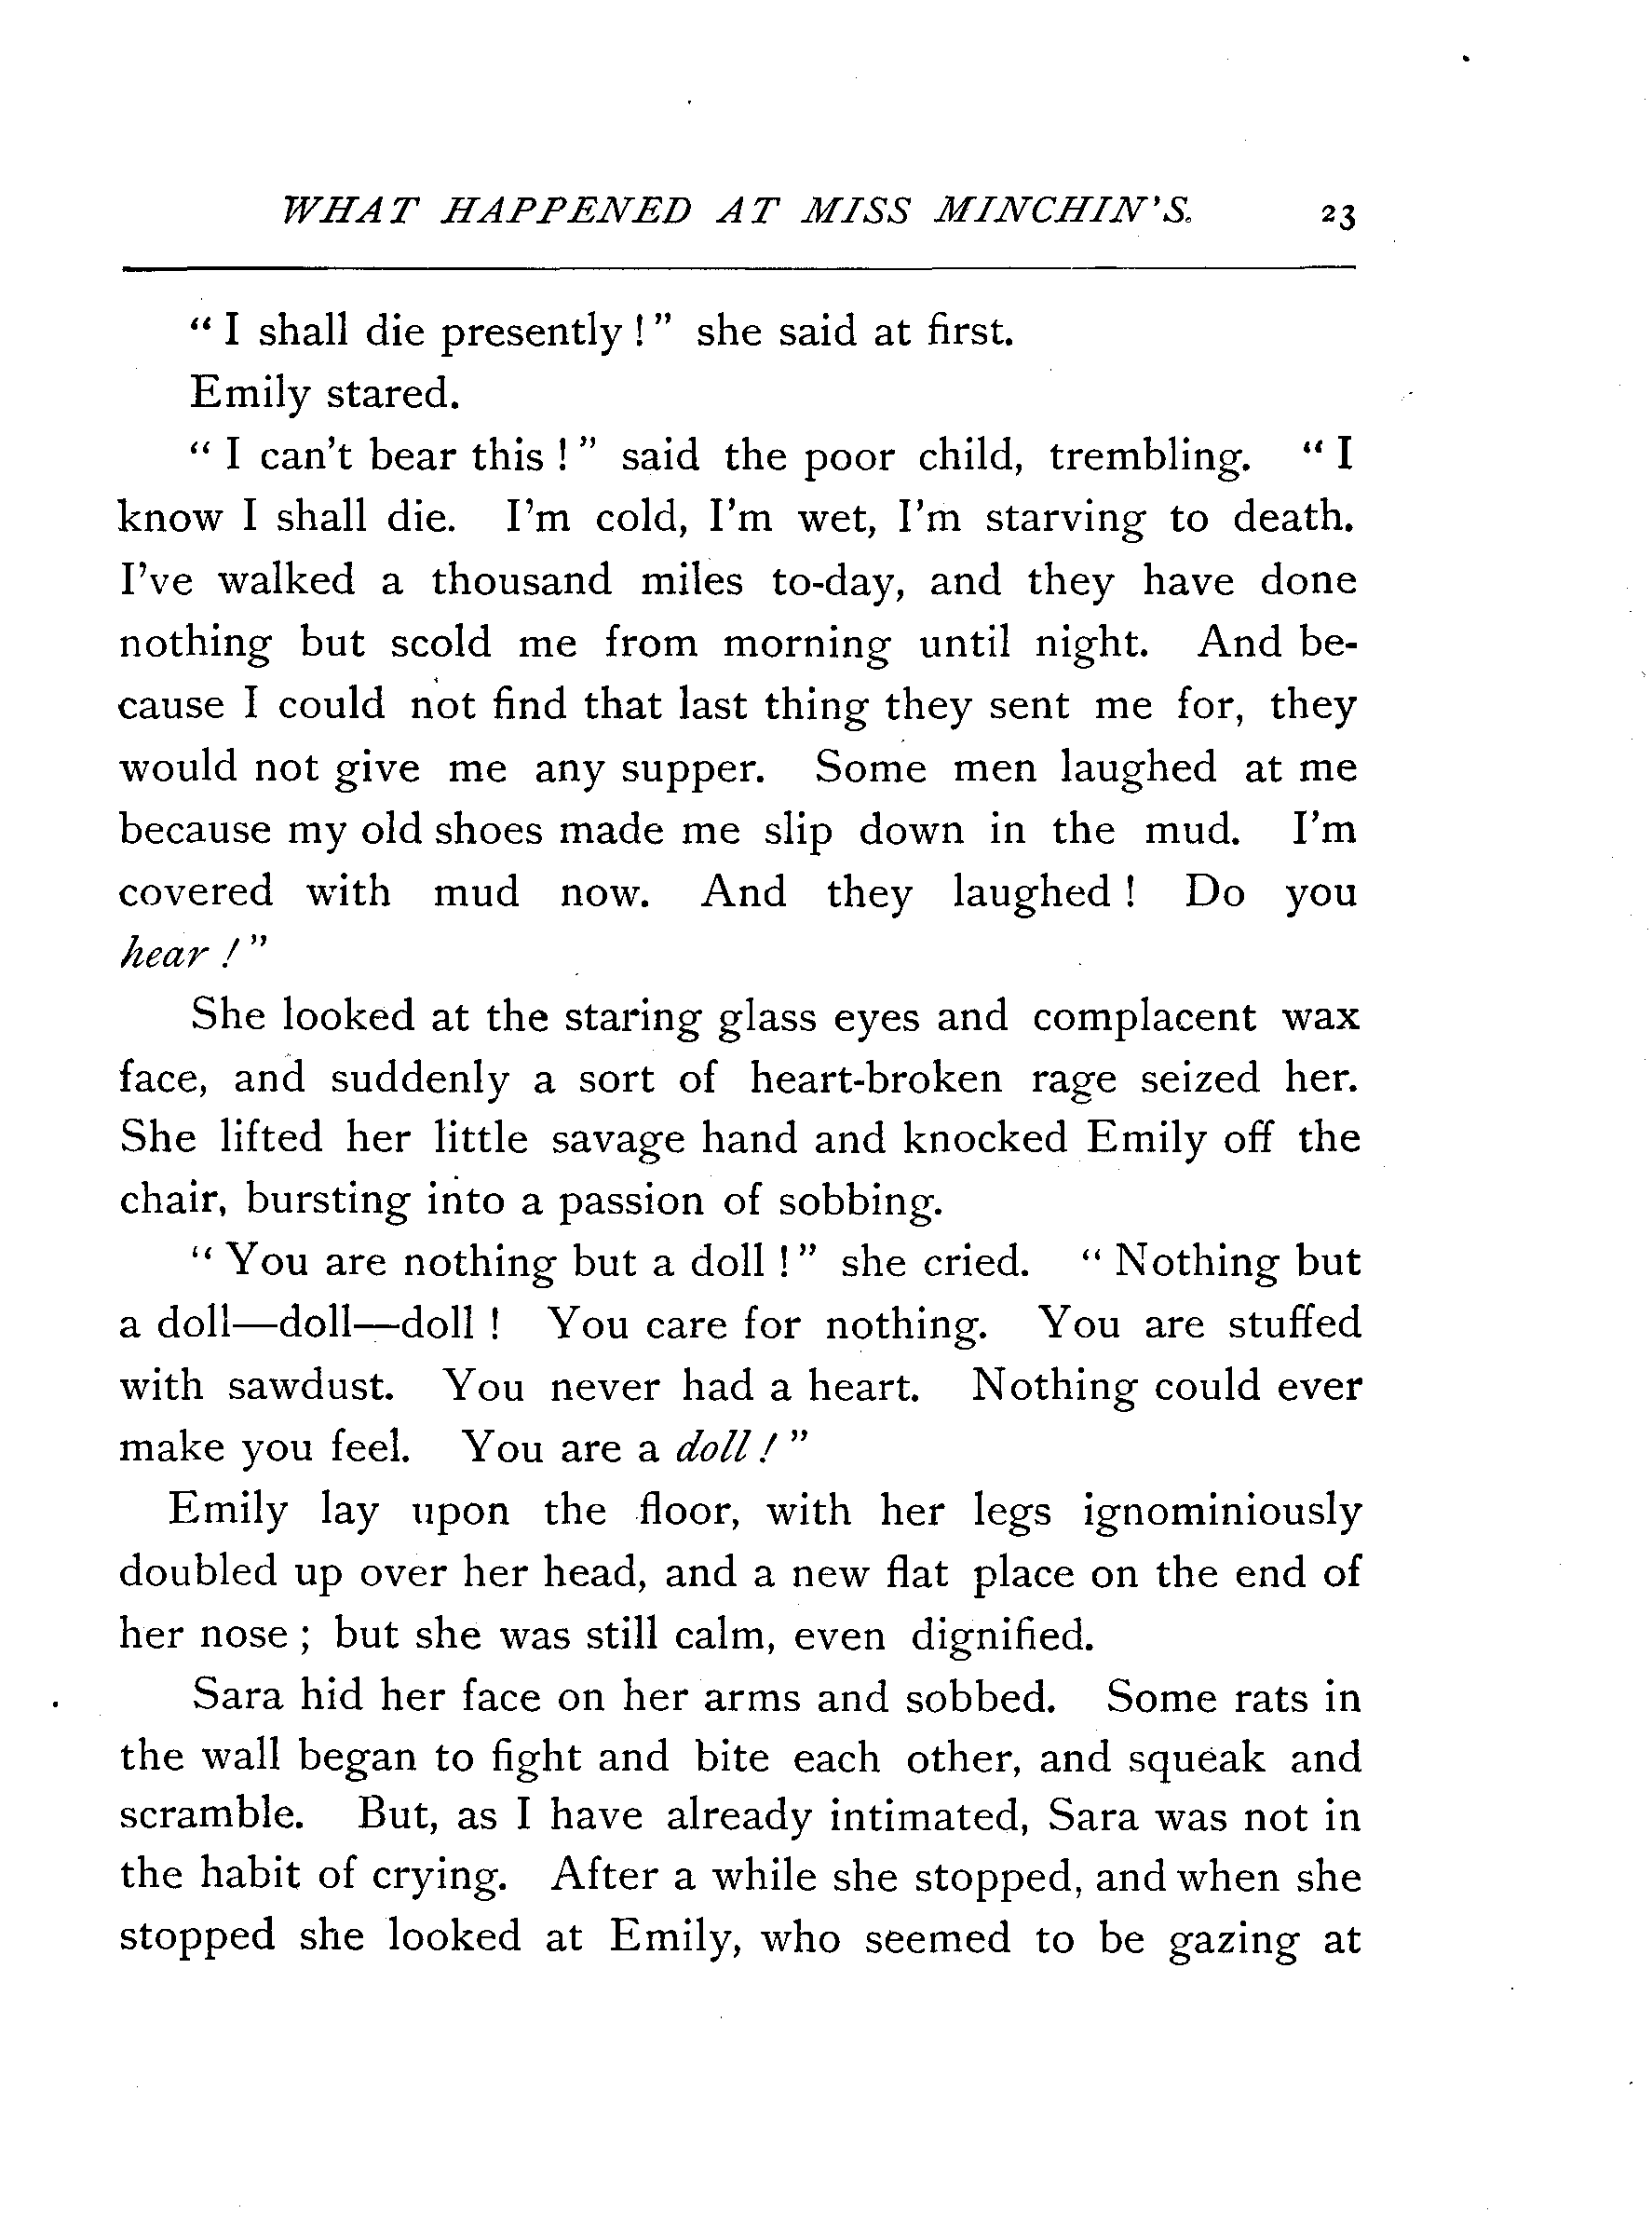 WHAT HAPPENED AT MISS MINCHIN'S. 23
" I shall die presently ! " she said at first.
Emily stared.
" I can't bear this ! " said the poor child, trembling. " I
know I shall die. I'm cold, I'm wet, I'm starving to death.
I've walked a thousand miles to-day, and they have done
nothing but scold me from morning until night. And be-
cause I could not find that last thing they sent me for, they
would not give me any supper. Some men laughed at me
because my old shoes made me slip down in the mud. I'm
covered with mud now. And they laughed ! Do you
hear ! "
She looked at the staring glass eyes and complacent wax
face, and suddenly a sort of heart-broken rage seized her.
She lifted her little savage hand and knocked Emily off the
chair, bursting into a passion of sobbing.
" You are nothing but a doll ! " she cried. " Nothing but
a doll—doll—doll ! You care for nothing. You are stuffed
with sawdust. You never had a heart. Nothing could ever
make you feel. You are a doll ! "
Emily lay upon the floor, with her legs ignominiously
doubled up over her head, and a new flat place on the end of
her nose ; but she was still calm, even dignified.
Sara hid her face on her arms and sobbed. Some rats in
the wall began to fight and bite each other, and squeak and
scramble. But, as I have already intimated, Sara was not in
the habit of crying. After a while she stopped, and when she
stopped she looked at Emily, who seemed to be gazing at